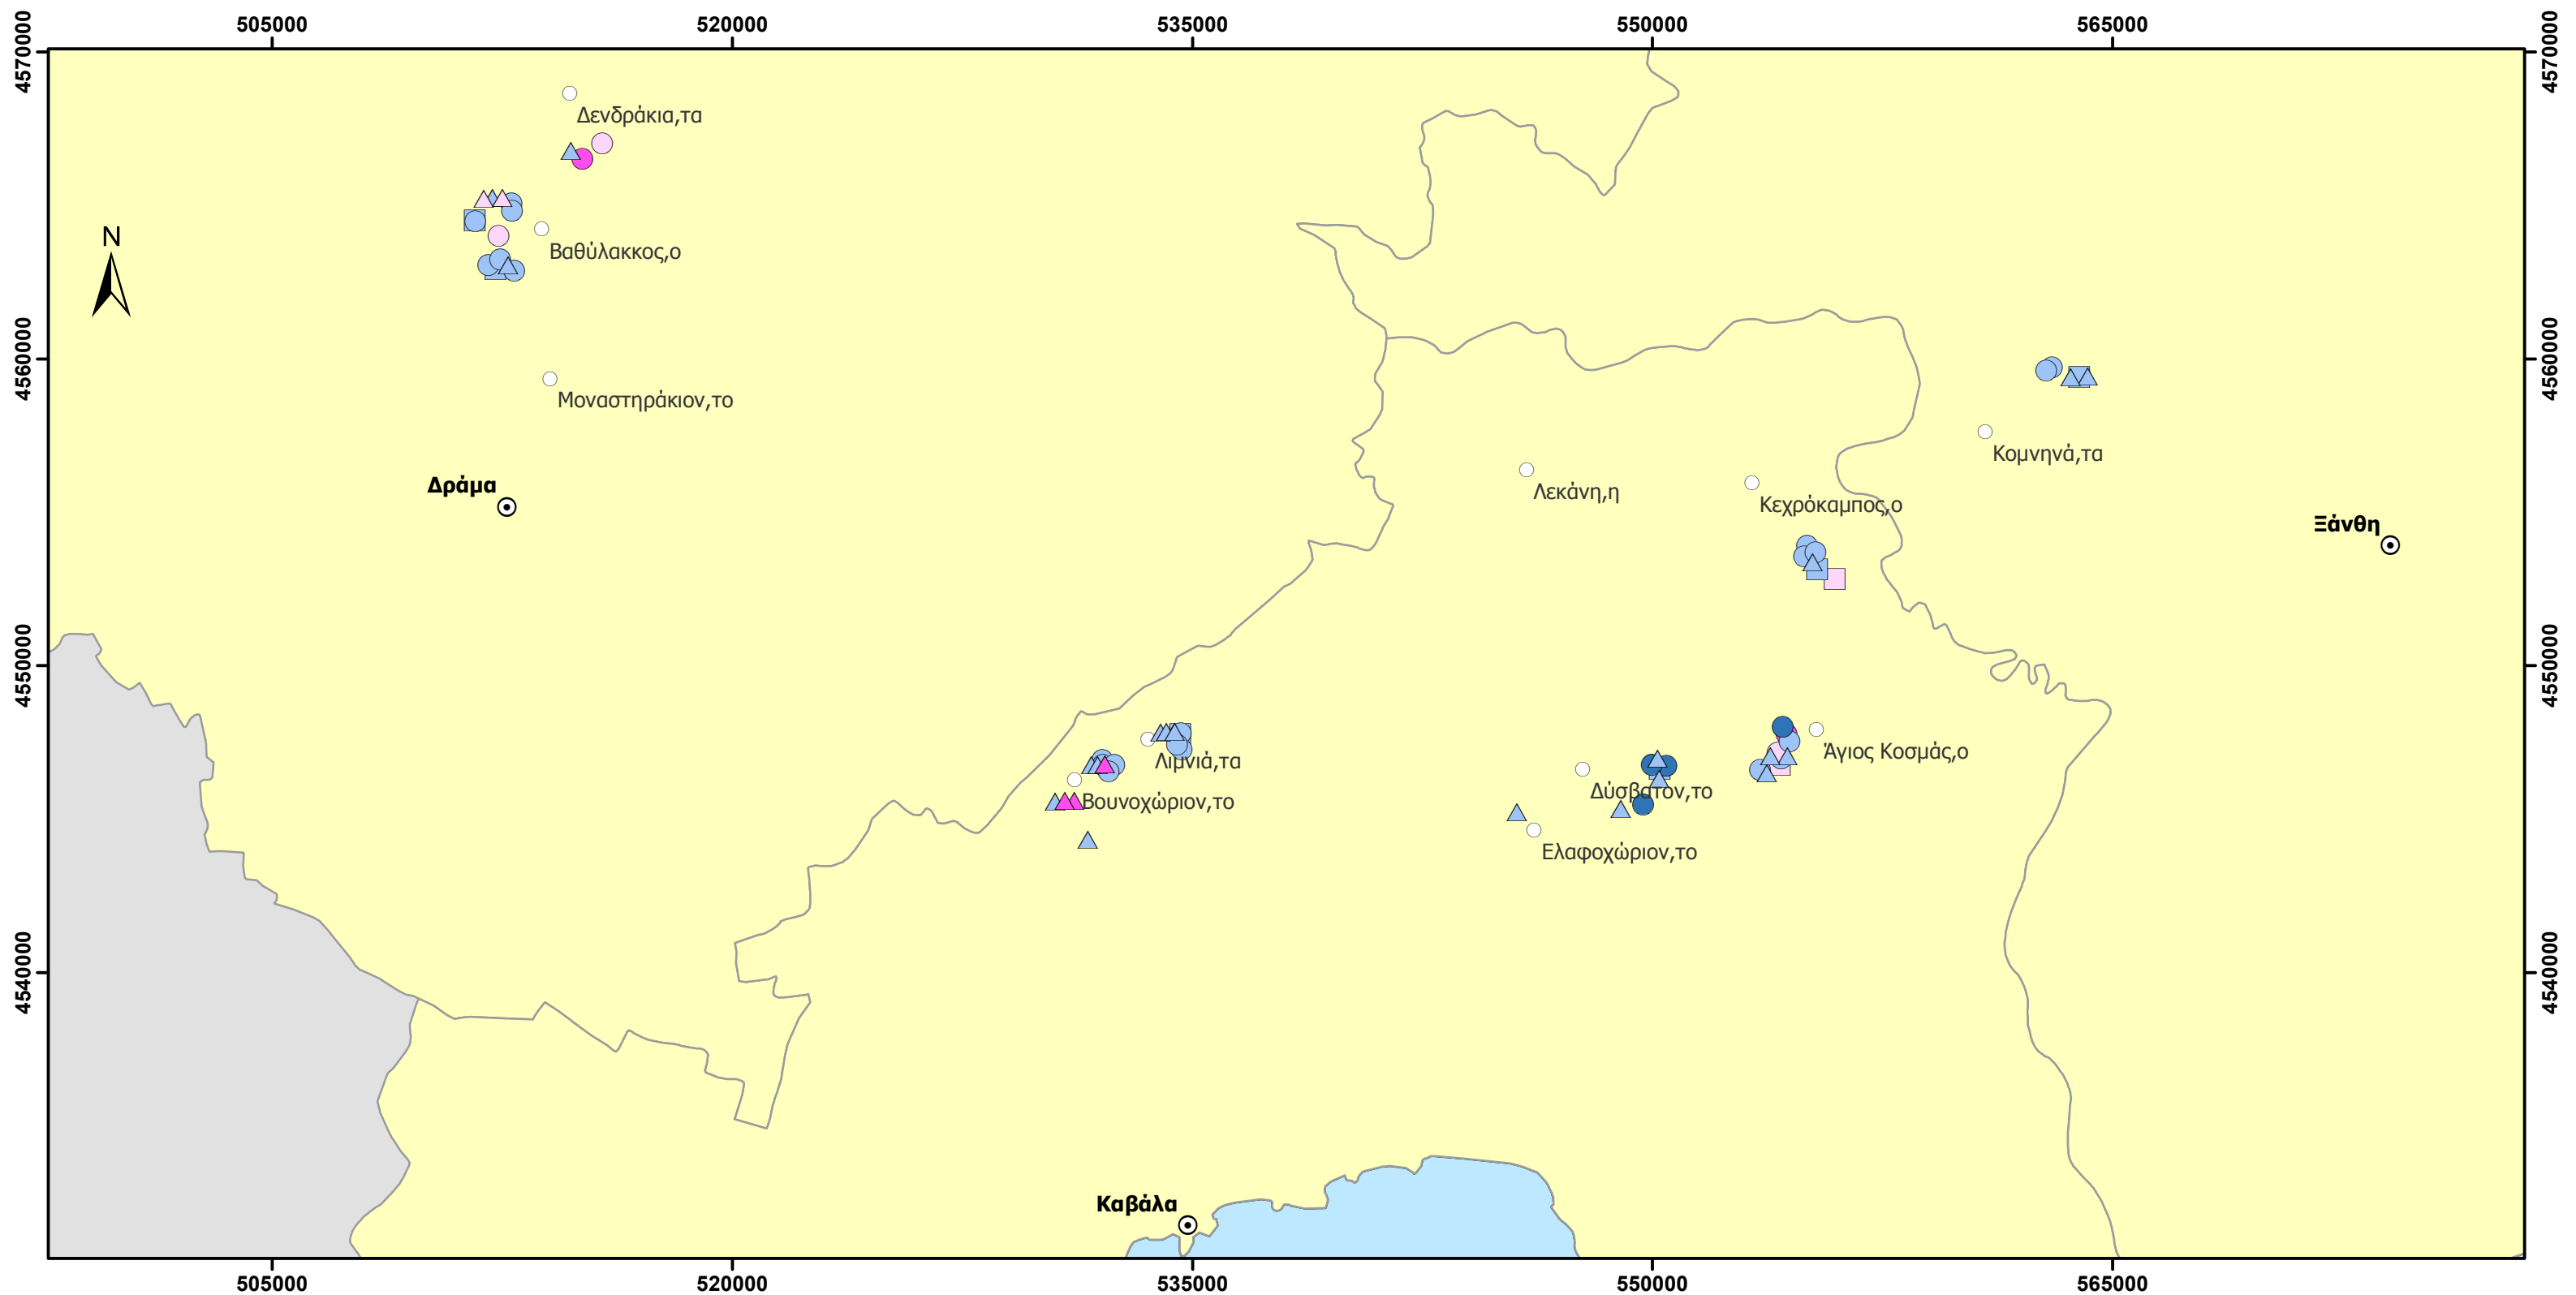 505000 520000 535000 550000 565000
4570000 4570000
Δενδράκια,τα
N
Βαθύλακκος,ο
4560000 4560000
Μοναστηράκιον,το
Κομνηνά,τα
Δράμα
Λεκάνη,η
Κεχρόκαμπος,ο
Ξάνθη
4550000 4550000
Άγιος Κοσμάς,ο
Λιμνιά,τα
Δύσβατον,το
Βουνοχώριον,το
Ελαφοχώριον,το
4540000 4540000
Καβάλα
505000 520000 535000 550000 565000